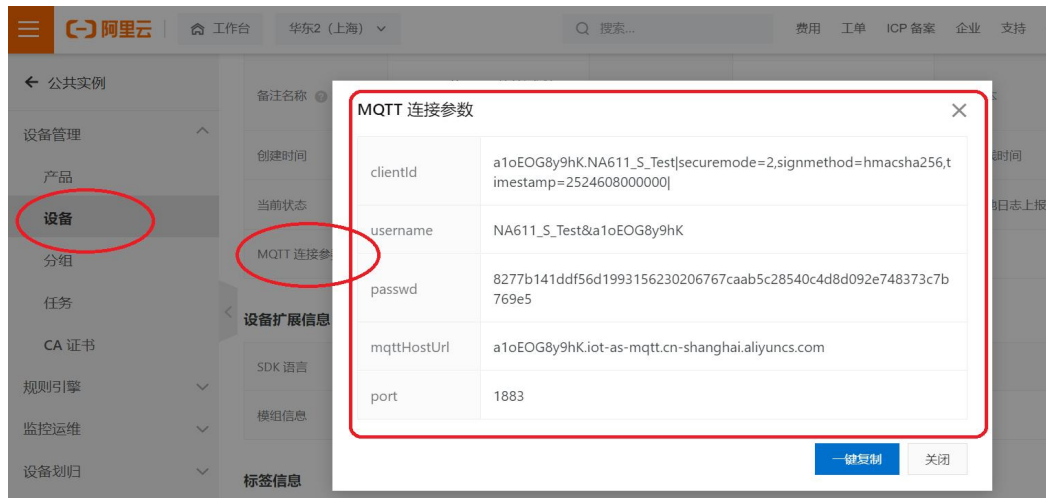 阿里云
工作台
华东2（上海）
搜索...
费用
工单
ICP 备案
企业
支持
公共实例
设备管理
产品
设备
分组
任务
CA 证书
规则引擎
监控运维
设备划归
备注名称
创建时间
当前状态
MQTT 连接参
设备扩展信息
SDK 语言
模组信息
标签信息
MQTT 连接参数
clientId
a1oEOG8y9hK.NA611_S_Test|securemode=2,signmethod=hmacsha256,t
imestamp=2524608000000|
username
NA611_S_Test&a1oEOG8y9hK
passwd
8277b141ddf56d1993156230206767caab5c28540c4d8d092e748373c7b
769e5
mqttHostUrl
a1oEOG8y9hK.iot-as-mqtt.cn-shanghai.aliyuncs.com
port
1883
一键复制
关闭
时间
日志上报